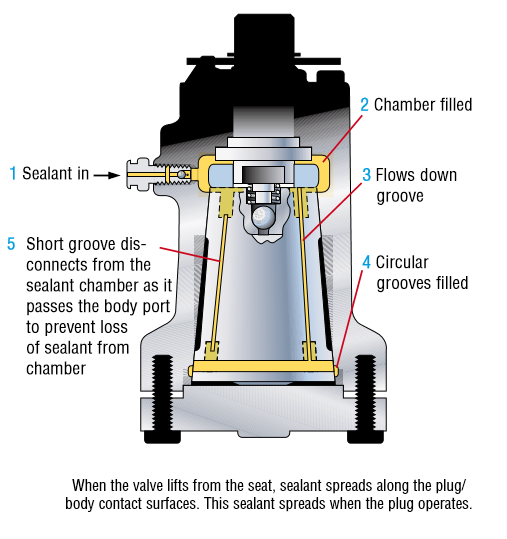 2 Chamber filled
1 Sealant in
3 Flows down
groove
5 Short groove dis-
connects from the
sealant chamber as it
passes the body port
to prevent loss
of sealant from
chamber
4 Circular
grooves filled
When the valve lifts from the seat, sealant spreads along the plug/
body contact surfaces. This sealant spreads when the plug operates.